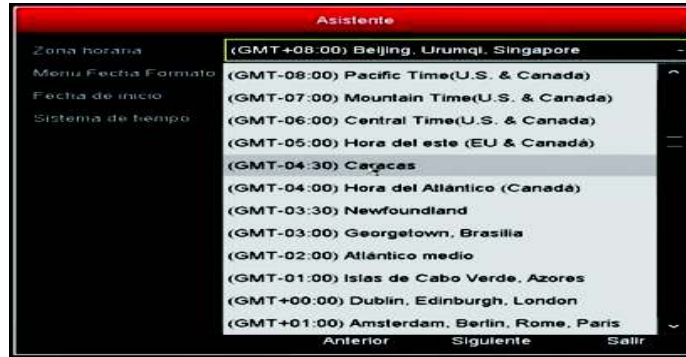 Asistente
Zona horaria
(GMT+08:00) Beijing, Urumqi, Singapore
Menu Fecha Formato
(GMT-08:00) Pacific Time(U.S. & Canada)
(GMT-07:00) Mountain Time(U.S. & Canada)
Fecha de inicio
Sistema de tiempo
(GMT-06:00) Central Time(U.S. & Canada)
(GMT-05:00) Hora del este (EU & Canadá)
(GMT-04:30) Caracas
(GMT-04:00) Hora del Atlántico (Canadá)
(GMT-03:30) Newfoundland
(GMT-03:00) Georgetown, Brasilia
(GMT-02:00) Atlántico medio
(GMT-01:00) Islas de Cabo Verde, Azores
(GMT+00:00) Dublin, Edinburgh, London
(GMT+01:00) Amsterdam, Berlin, Rome, Paris
Anterior
Siguiente
Salir